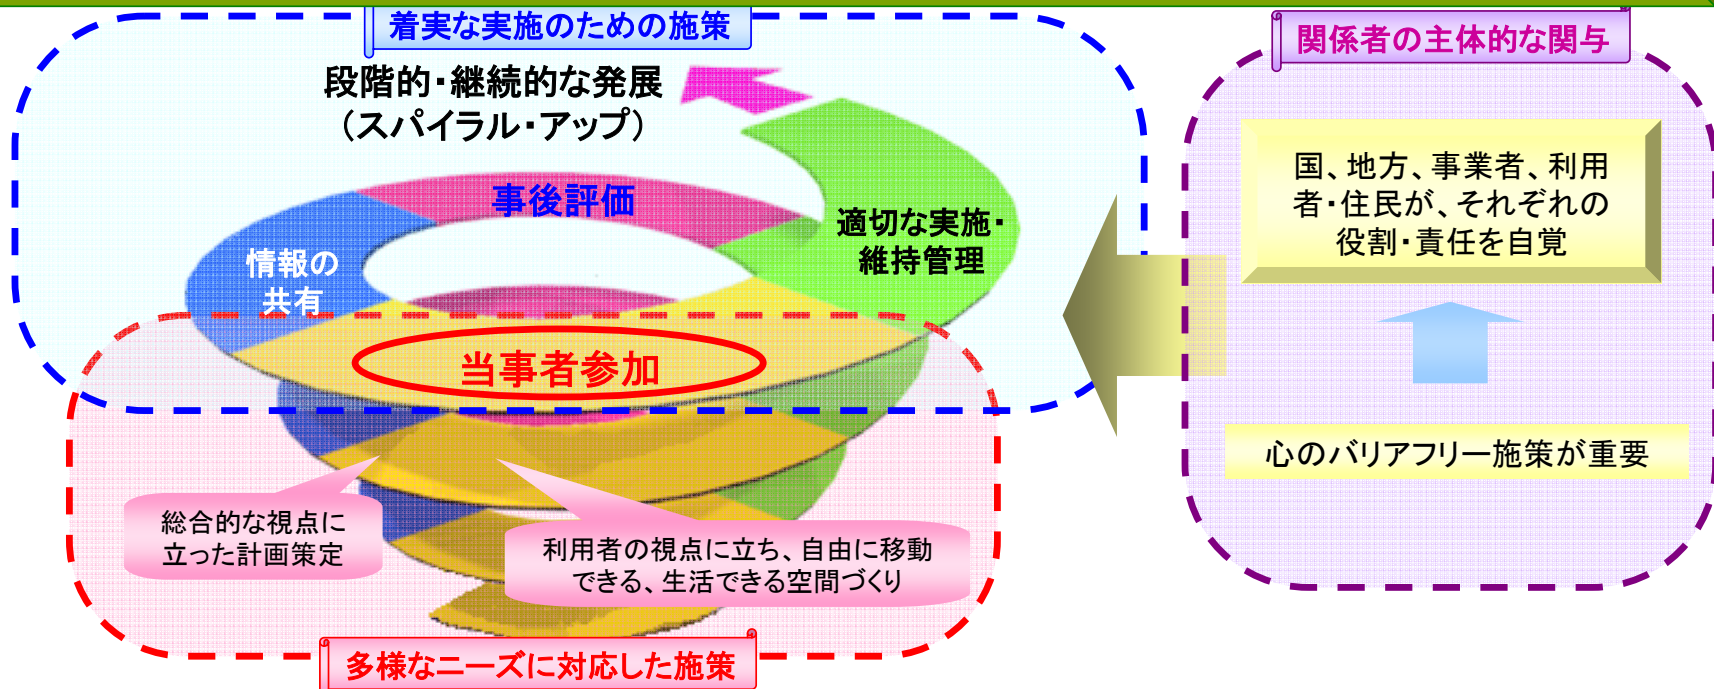 着実な実施のための施策
段階的・継続的な発展
（スパイラル・アップ）
事後評価
情報の
共有
適切な実施・
維持管理
当事者参加
総合的な視点に
立った計画策定
利用者の視点に立ち、自由に移動
できる、生活できる空間づくり
多様なニーズに対応した施策
関係者の主体的な関与
国、地方、事業者、利用
者・住民が、それぞれの
役割・責任を自覚
心のバリアフリー施策が重要